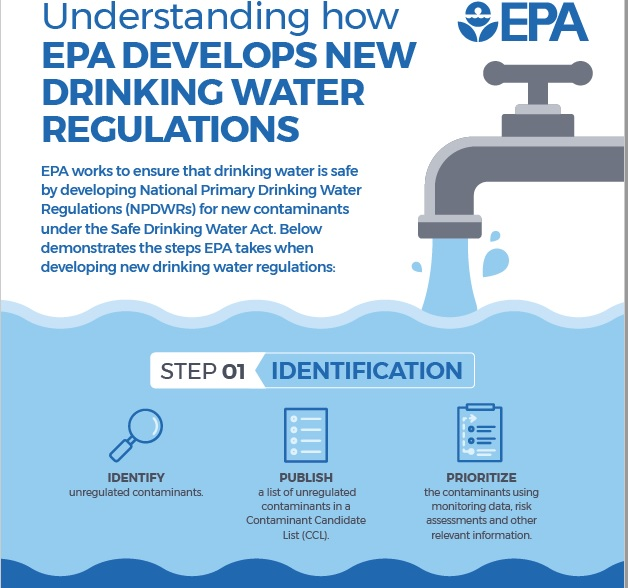 Understanding how
EPA
EPA DEVELOPS NEW
DRINKING WATER
REGULATIONS
EPA works to ensure that drinking water is safe
by developing National Primary Drinking Water
Regulations (NPDWRs) for new contaminants
under the Safe Drinking Water Act. Below
demonstrates the steps EPA takes when
developing new drinking water regulations:
STEP 01 IDENTIFICATION
IDENTIFY
unregulated contaminants.
PUBLISH
a list of unregulated
contaminants in a
Contaminant Candidate
List (CCL).
PRIORITIZE
the contaminants using
monitoring data, risk
assessments and other
relevant information.